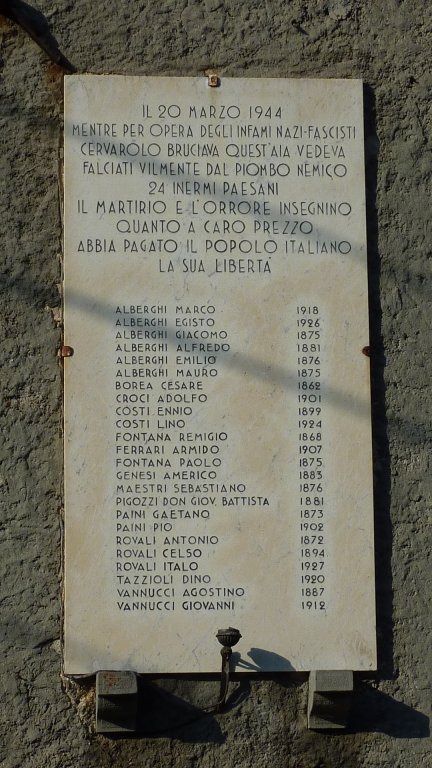 IL 20 MARZO 1944
MENTRE PER OPERA DEGLI INFAMI NAZI-FASCISTI
CERVAROLO BRUCIAVA QUEST'AIA VEDEVA
FALCIATI VILMENTE DAL PIOMBO NEMICO
24 INERMI PAESANI
IL MARTIRIO E L'ORRORE INSEGNINO
QUANTO A CARO PREZZO
ABBIA PAGATO IL POPOLO ITALIANO
LA SUA LIBERTA'
ALBERGHI MARCO 1918
ALBERGHI EGISTO 1926
ALBERGHI GIACOMO 1875
ALBERGHI ALFREDO 1881
ALBERGHI EMILIO 1876
ALBERGHI MAURO 1875
BOREA CESARE 1862
CROCI ADOLFO 1901
COSTI ENNIO 1899
COSTI LINO 1924
FONTANA REMIGIO 1868
FERRARI ARMIDO 1907
FONTANA PAOLO 1875
GENESI AMERICO 1883
MAESTRI SEBASTIANO 1876
PIGOZZI DON GIOV. BATTISTA 1881
PAINI GAETANO 1873
PAINI PIO 1902
ROVALI ANTONIO 1872
ROVALI CELSO 1894
ROVALI ITALO 1927
TAZZIOLI DINO 1920
VANNUCCI AGOSTINO 1887
VANNUCCI GIOVANNI 1912